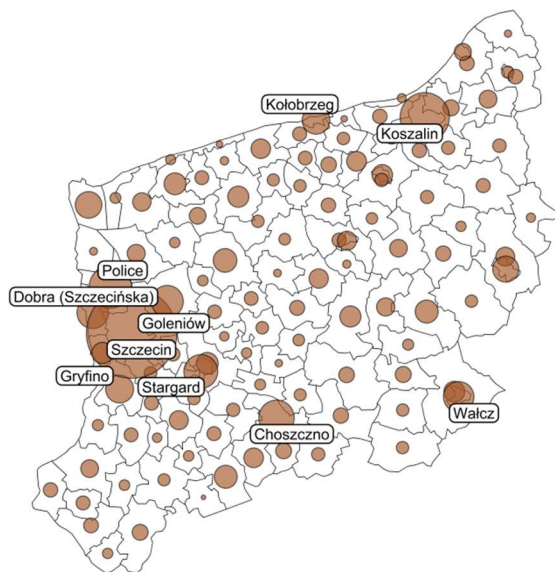 Kołobrzeg
Koszalin
Police
Dobra (Szczecińska)
Goleniów
Szczecin
Gryfino
Stargard
Choszczno
Wałcz